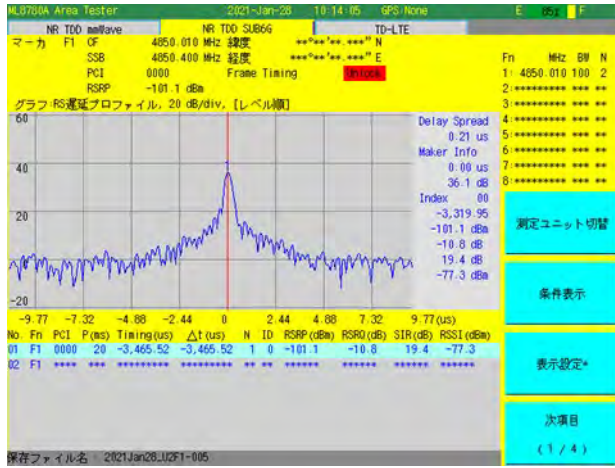 ML8780A Area Tester 2021-Jan-28 10:14:05 GPS:None E 85% F
NR TDD mmWave NR TDD SUB6G TD-LTE
マーカ F1 CF 4850.010 MHz 緯度 **°**'**.***" N
SSB 4850.400 MHz 経度 ***°**'**.***" E
PCI 0000 Frame Timing Unlock
RSRP -101.1 dBm
グラフ:RS遅延プロファイル, 20 dB/div, [レベル順]
Fn MHz BW N
1: 4850.010 100 2
2:******** *** **
3:******** *** **
4:******** *** **
5:******** *** **
6:******** *** **
7:******** *** **
8:******** *** **
60
40
20
-20
Delay Spread
0.21 us
Maker Info
0.00 us
36.1 dB
Index 00
-3,319.95
-101.1 dBm
-10.8 dB
19.4 dB
-77.3 dBm
-9.77 -7.32 -4.88 -2.44 0 2.44 4.88 7.32 9.77(us)
No. Fn PCI P(ms) Timing(us) △t(us) N ID RSRP(dBm) RSRQ(dB) SIR(dB) RSSI(dBm)
01 F1 0000 20 -3,465.52 -3,465.52 1 0 -101.1 -10.8 19.4 -77.3
02 F1 **** *** ********* ********* ** ** ****** ****** ***** ******
測定ユニット切替
条件表示
表示設定*
次項目
(1/4)
保存ファイル名 : 2021Jan28_U2F1-005